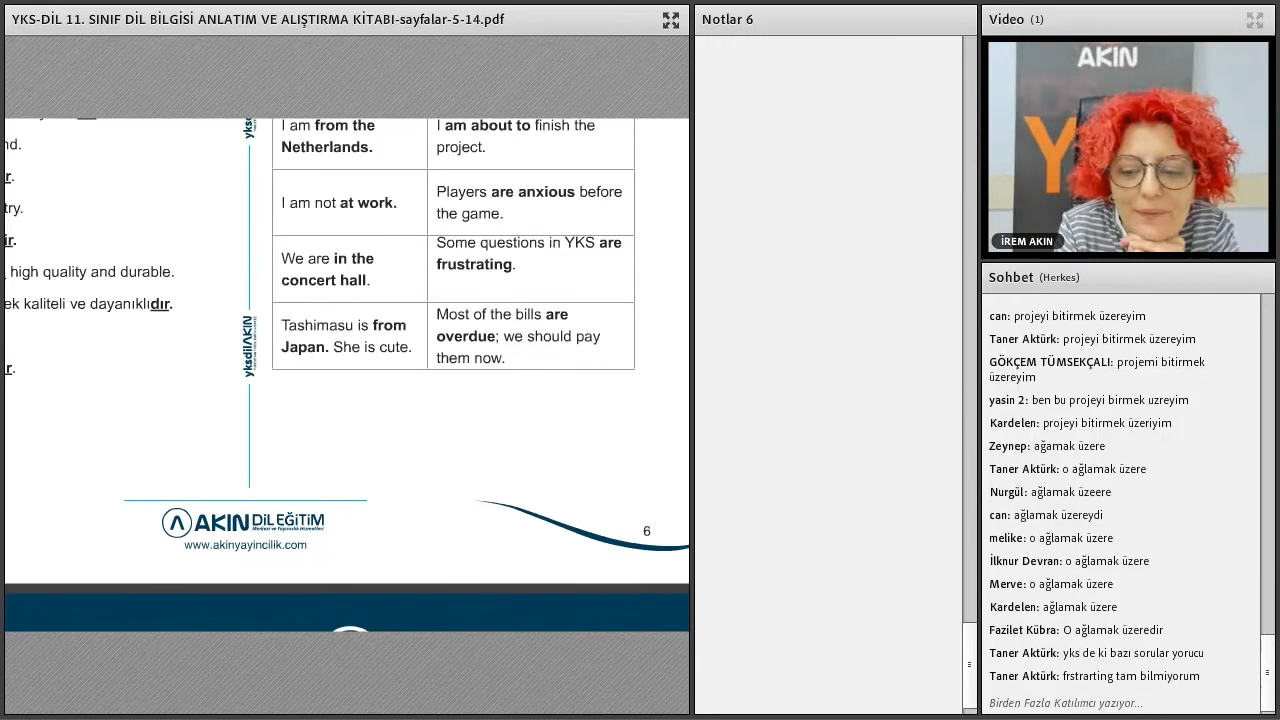 YKS-DİL 11. SINIF DİL BİLGİSİ ANLATIM VE ALIŞTIRMA KİTABI-sayfalar-5-14.pdf
nd.
r.
try.
ir.
high quality and durable.
ek kaliteli ve dayanıklıdır.
r.
I am from the
Netherlands.
I am about to finish the
project.
I am not at work.
Players are anxious before
the game.
We are in the
concert hall.
Some questions in YKS are
frustrating.
Tashimasu is from
Japan. She is cute.
Most of the bills are
overdue; we should pay
them now.
yksdilAKIN
AKIN DİL EĞİTİM
Merkezi ve Yayıncılık Hizmetleri
www.akinyayincilik.com
6
Notlar 6
Video (1)
AKIN
Y
İREM AKIN
Sohbet (Herkes)
can: projeyi bitirmek üzereyim
Taner Aktürk: projeyi bitirmek üzereyim
GÖKÇEM TÜMSEKÇALI: projemi bitirmek
üzereyim
yasin 2: ben bu projeyi birmek uzreyim
Kardelen: projeyi bitirmek üzeriyim
Zeynep: ağamak üzere
Taner Aktürk: o ağlamak üzere
Nurgül: ağlamak üzeere
can: ağlamak üzereydi
melike: o ağlamak üzere
İlknur Devran: o ağlamak üzere
Merve: o ağlamak üzere
Kardelen: ağlamak üzere
Fazilet Kübra: O ağlamak üzeredir
Taner Aktürk: yks de ki bazı sorular yorucu
Taner Aktürk: frstrarting tam bilmiyorum
Birden Fazla Katılımcı yazıyor...